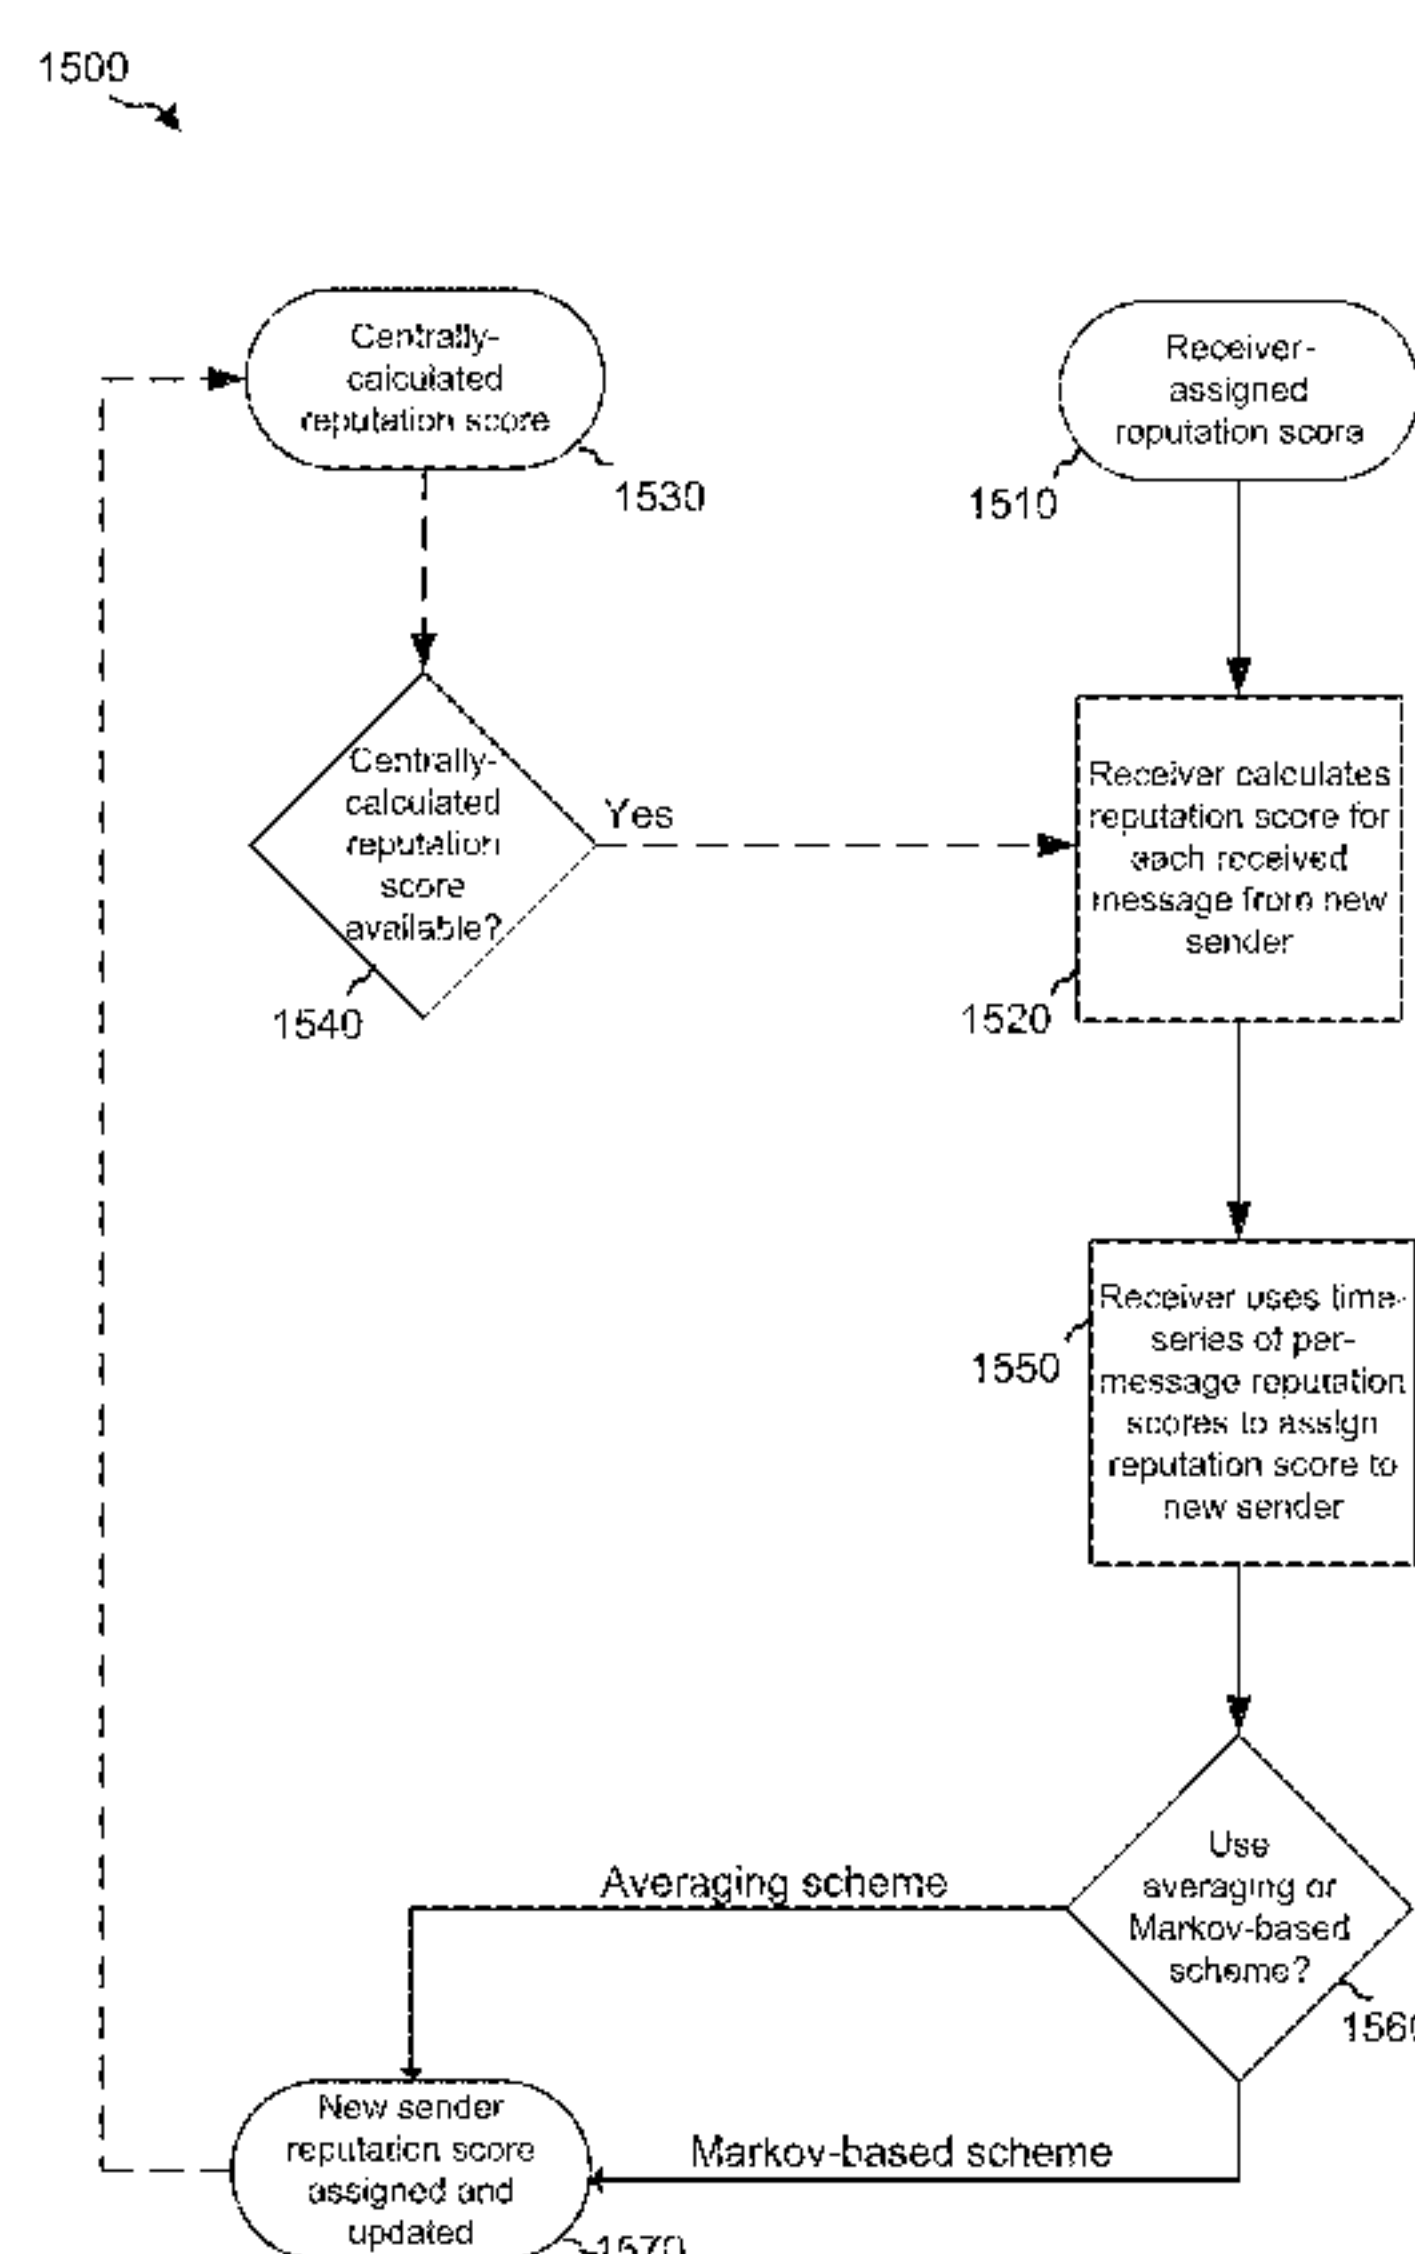 1500
Centrally-
calculated
reputation score
1530
Receiver-
assigned
reputation score
1510
Centrally-
calculated
reputation
score
available?
1540
Yes
Receiver calculates
reputation score for
each received
message from new
sender
1520
Receiver uses time-
series of per-
message reputation
scores to assign
reputation score to
new sender
1550
Use
averaging or
Markov-based
scheme?
1560
Averaging scheme
Markov-based scheme
New sender
reputation score
assigned and
updated
1570